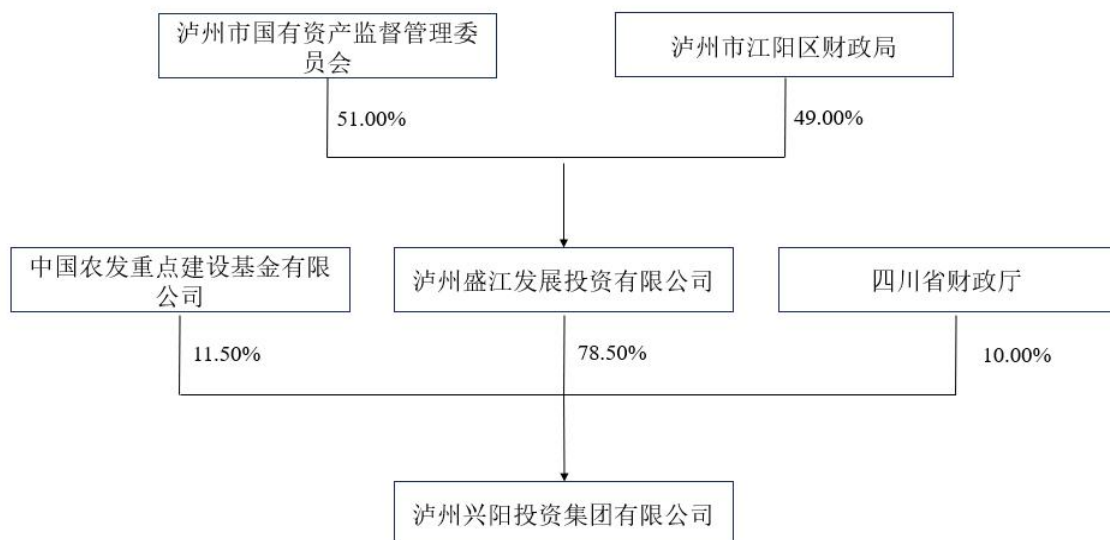 泸州市国有资产监督管理委
员会
泸州市江阳区财政局
51.00%
49.00%
中国农发重点建设基金有限
公司
泸州盛江发展投资有限公司
四川省财政厅
11.50%
78.50%
10.00%
泸州兴阳投资集团有限公司